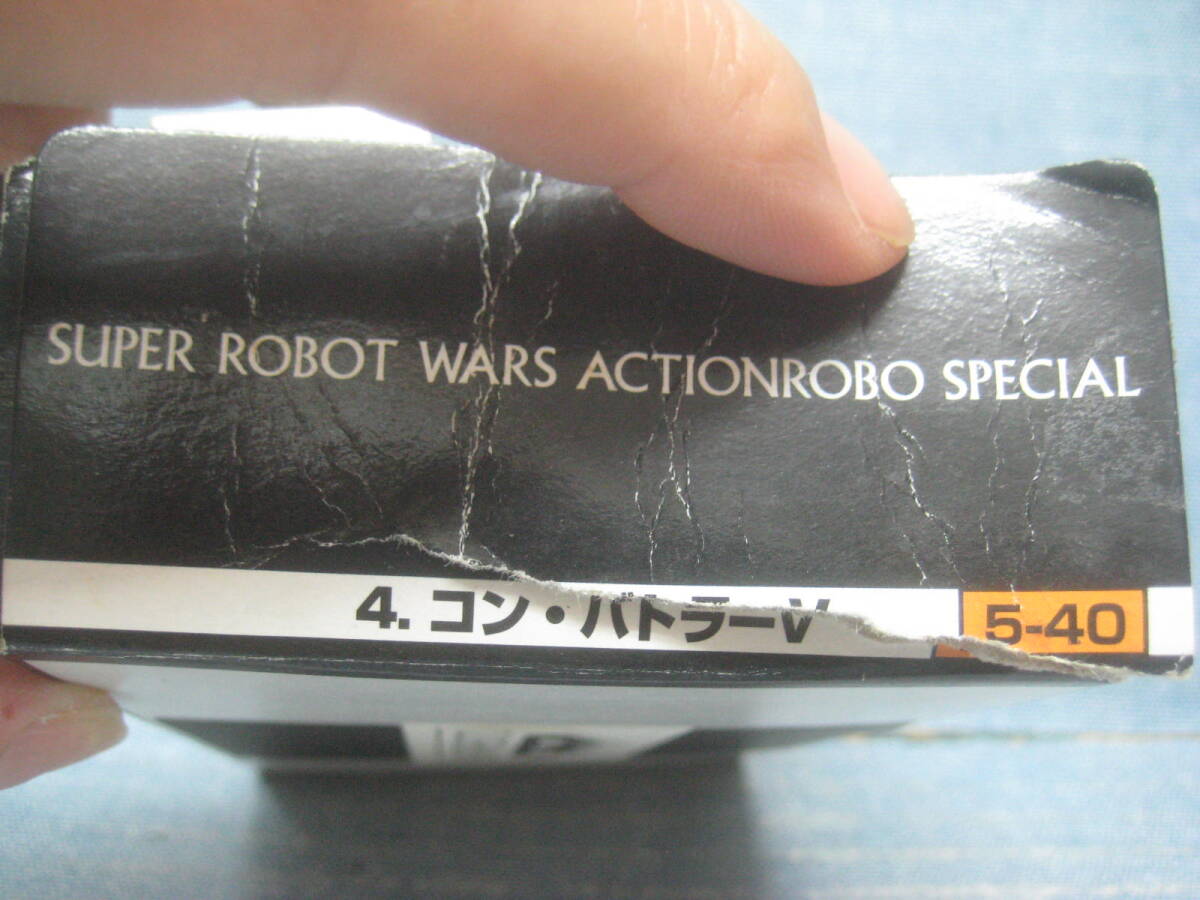 SUPER ROBOT WARS ACTIONROBO SPECIAL
4. コン・バトラーV
5-40